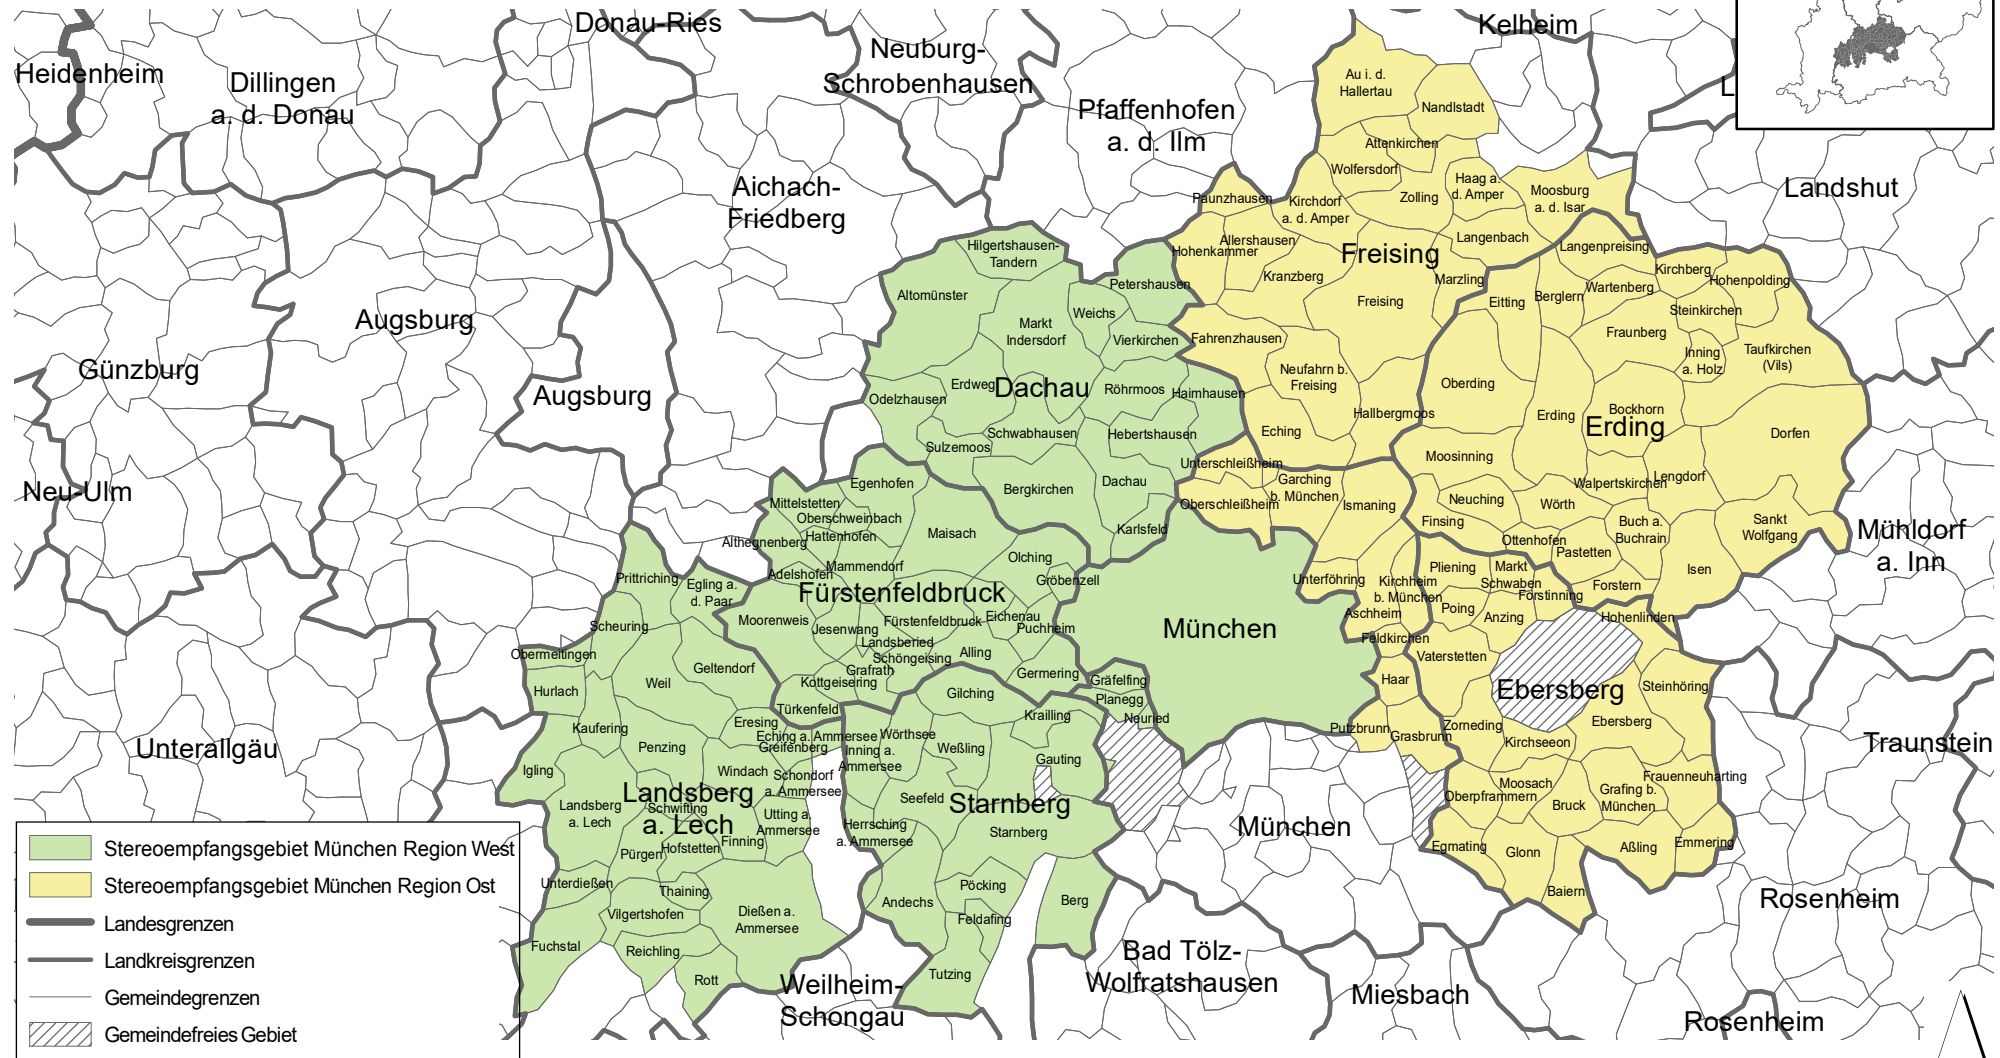 Donau-Ries
Kelheim
Neuburg-
Schrobenhausen
Heidenheim
Dillingen
a. d. Donau
Pfaffenhofen
a. d. Ilm
Au i. d.
Hallertau
Nandlstadt
Attenkirchen
Wolfersdorf
Haag a.
d. Amper
Zolling
Moosburg
a. d. Isar
Landshut
Aichach-
Friedberg
Paunzhausen
Kirchdorf
a. d. Amper
Langenbach
Langenpreising
Hilgertshausen-
Tandern
Allershausen
Hohenkammer
Freising
Kranzberg
Marzling
Kirchberg
Hohenpolding
Petershausen
Altomünster
Freising
Eitting
Berglern
Wartenberg
Steinkirchen
Weichs
Markt
Indersdorf
Vierkirchen
Fahrenzhausen
Fraunberg
Inning
a. Holz
Taufkirchen
(Vils)
Augsburg
Günzburg
Augsburg
Erdweg
Dachau
Röhrmoos
Haimhausen
Odelzhausen
Neufahrn b.
Freising
Oberding
Hallbergmoos
Erding
Bockhorn
Erding
Dorfen
Schwabhausen
Hebertshausen
Eching
Sulzemoos
Moosinning
Unterschleißheim
Neu-Ulm
Egenhofen
Bergkirchen
Dachau
Garching
b. München
Oberschleißheim
Ismaning
Walpertskirchen
Lengdorf
Neuching
Wörth
Mittelstetten
Oberschweinbach
Hattenhofen
Althegnenberg
Maisach
Karlsfeld
Finsing
Ottenhofen
Buch a.
Buchrain
Sankt
Wolfgang
Mühldorf
a. Inn
Pastetten
Olching
Mammendorf
Adelshofen
Gröbenzell
Prittriching
Egling a.
d. Paar
Fürstenfeldbruck
Unterföhring
Kirchheim
b. München
Pliening
Markt
Schwaben
Forstinning
Forstern
Isen
Aschheim
Poing
Anzing
Hohenlinden
Scheuring
Moorenweis
Jesenwang
Fürstenfeldbruck
Eichenau
Puchheim
Landsberied
Schöngeising
Alling
München
Feldkirchen
Vaterstetten
Obermeitingen
Geltendorf
Grafrath
Kottgeisering
Germering
Gräfelfing
Planegg
Neuried
Haar
Ebersberg
Steinhöring
Hurlach
Weil
Türkenfeld
Gilching
Krailling
Putzbrunn
Grasbrunn
Zorneding
Ebersberg
Kirchseeon
Kaufering
Penzing
Eresing
Eching a. Ammersee
Greifenberg
Inning a.
Ammersee
Wörthsee
Weßling
Gauting
Unterallgäu
Traunstein
Igling
Windach
Schondorf
a. Ammersee
Moosach
Oberpframmern
Frauenneuharting
Grafing b.
München
Bruck
Landsberg
a. Lech
Landsberg
a. Lech
Schwifting
Utting a.
Ammersee
Seefeld
Starnberg
Starnberg
Herrsching
a. Ammersee
München
Pürgen
Hofstetten
Finning
Egmating
Glonn
Aßling
Emmering
Unterdießen
Thaining
Pöcking
Baiern
Rosenheim
Vilgertshofen
Dießen a.
Ammersee
Andechs
Feldafing
Berg
Fuchstal
Reichling
Rott
Tutzing
Bad Tölz-
Wolfratshausen
Weilheim-
Schongau
Miesbach
Rosenheim
Stereoempfangsgebiet München Region West
Stereoempfangsgebiet München Region Ost
Landesgrenzen
Landkreisgrenzen
Gemeindegrenzen
Gemeindefreies Gebiet